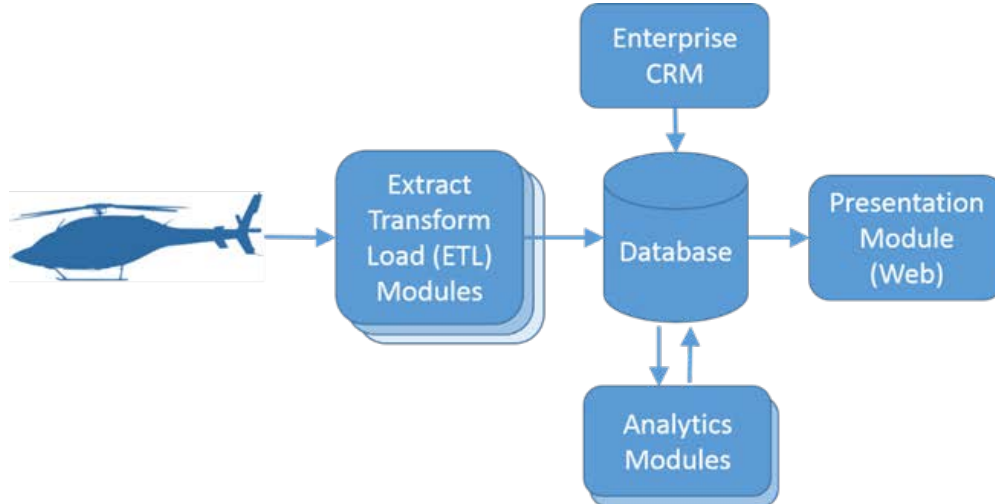 Enterprise
CRM
Extract
Transform
Load (ETL)
Modules
Database
Presentation
Module
(Web)
Analytics
Modules